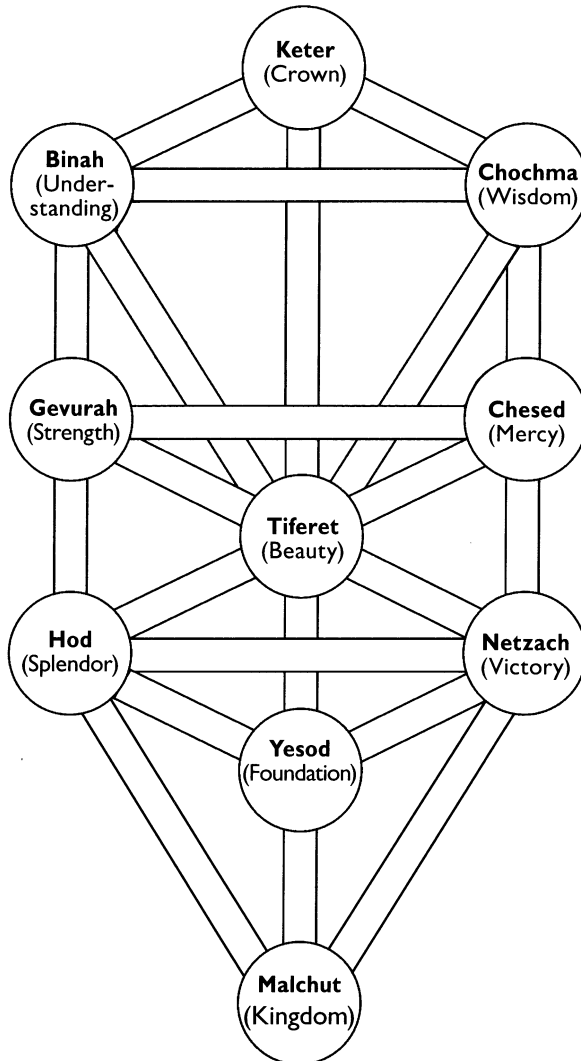 Keter
(Crown)
Binah
(Under-
standing)
Chochma
(Wisdom)
Gevurah
(Strength)
Chesed
(Mercy)
Tiferet
(Beauty)
Hod
(Splendor)
Netzach
(Victory)
Yesod
(Foundation)
Malchut
(Kingdom)